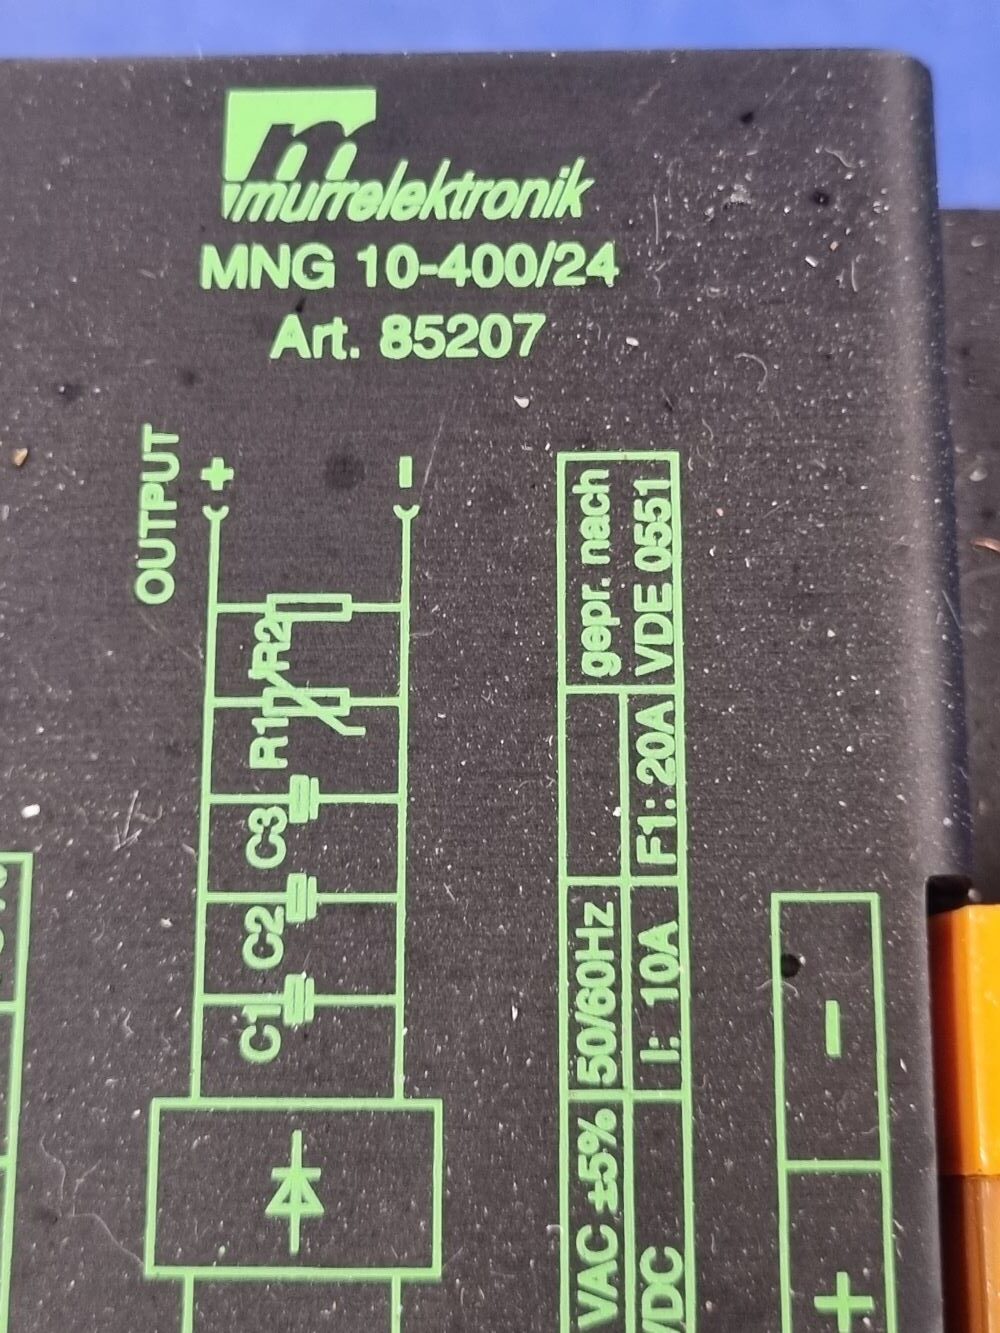 murrelektronik
MNG 10-400/24
Art. 85207
OUTPUT
+ -
R2
R1
C3
C2
C1
gepr. nach
VDE 0551
VAC ±5% 50/60Hz
VDC I: 10A F1: 20A
-
+